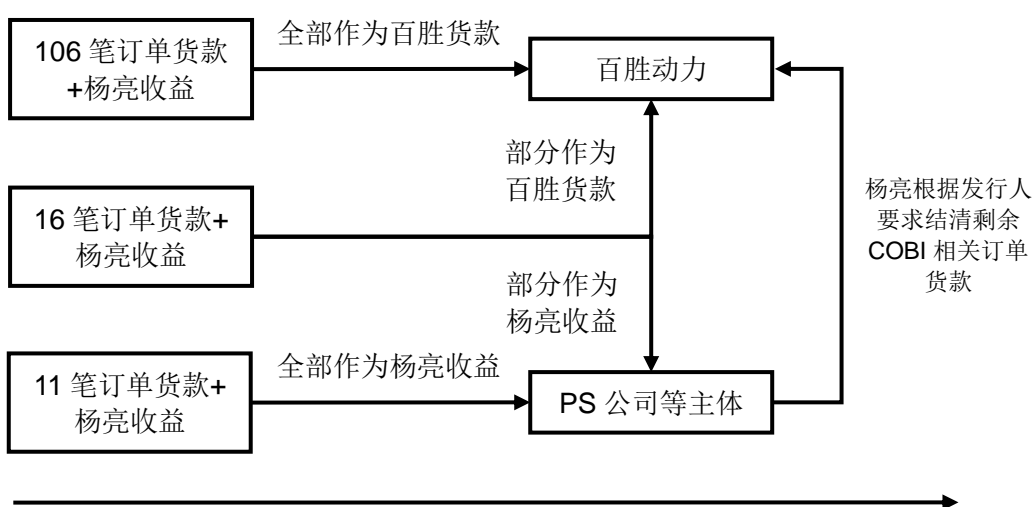 106 笔订单货款
+杨亮收益
全部作为百胜货款
百胜动力
部分作为
百胜货款
16 笔订单货款+
杨亮收益
杨亮根据发行人
要求结清剩余
COBI 相关订单
货款
部分作为
杨亮收益
11 笔订单货款+
杨亮收益
全部作为杨亮收益
PS 公司等主体